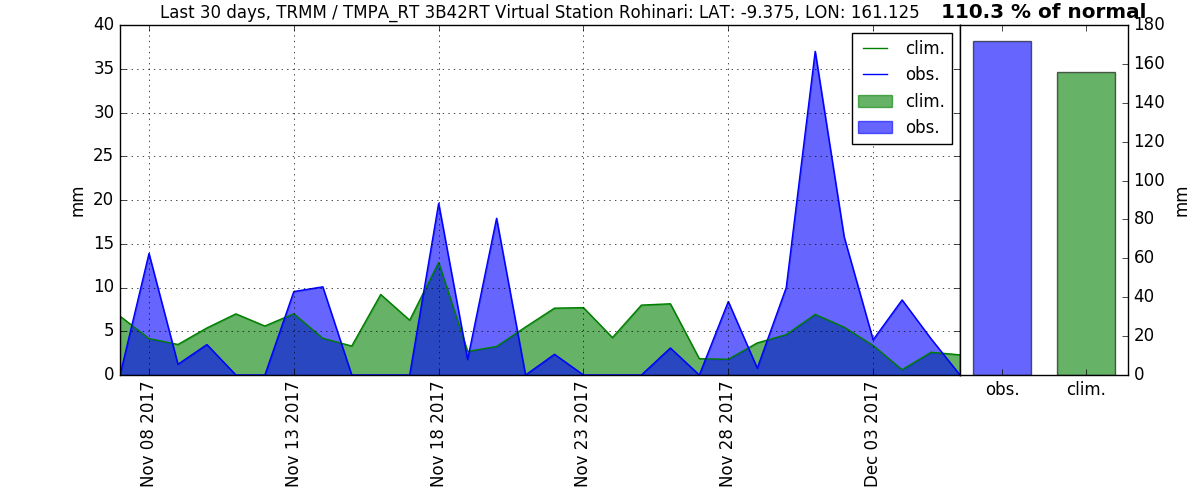 Last 30 days, TRMM / TMPA_RT 3B42RT Virtual Station Rohinari: LAT: -9.375, LON: 161.125
110.3 % of normal
40
35
30
25
20
15
10
5
0
mm
clim.
obs.
clim.
obs.
180
160
140
120
100
80
60
40
20
0
mm
Nov 08 2017
Nov 13 2017
Nov 18 2017
Nov 23 2017
Nov 28 2017
Dec 03 2017
obs.
clim.